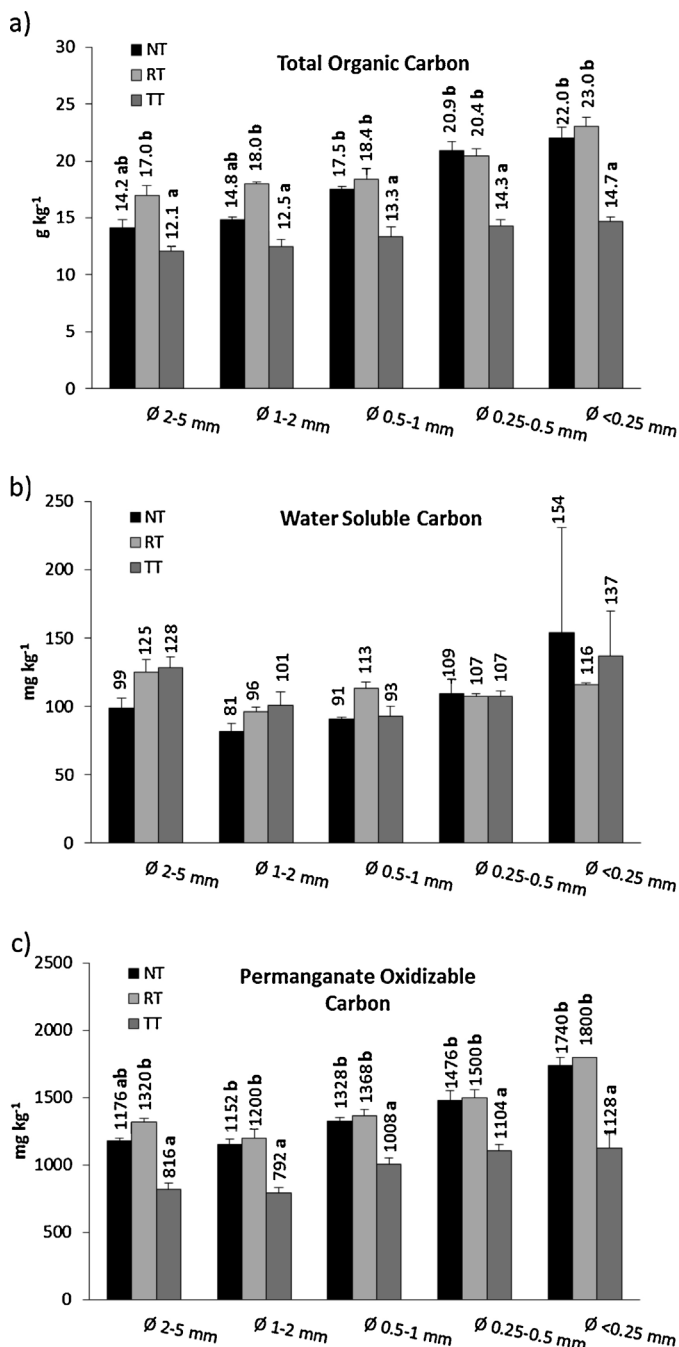 a)
Total Organic Carbon
NT
RT
TT
g kg⁻¹
30
25
20
15
10
5
0
14.2 ab
17.0 b
12.1 a
14.8 ab
18.0 b
12.5 a
17.5 b
18.4 b
13.3 a
20.9 b
20.4 b
14.3 a
22.0 b
23.0 b
14.7 a
Ø 2-5 mm
Ø 1-2 mm
Ø 0.5-1 mm
Ø 0.25-0.5 mm
Ø <0.25 mm
b)
Water Soluble Carbon
NT
RT
TT
mg kg⁻¹
250
200
150
100
50
0
99
125
128
81
96
101
91
113
93
109
107
107
154
116
137
Ø 2-5 mm
Ø 1-2 mm
Ø 0.5-1 mm
Ø 0.25-0.5 mm
Ø <0.25 mm
c)
Permanganate Oxidizable
Carbon
NT
RT
TT
mg kg⁻¹
2500
2000
1500
1000
500
0
1176 ab
1320 b
816 a
1152 b
1200 b
792 a
1328 b
1368 b
1008 a
1476 b
1500 b
1104 a
1740 b
1800 b
1128 a
Ø 2-5 mm
Ø 1-2 mm
Ø 0.5-1 mm
Ø 0.25-0.5 mm
Ø <0.25 mm